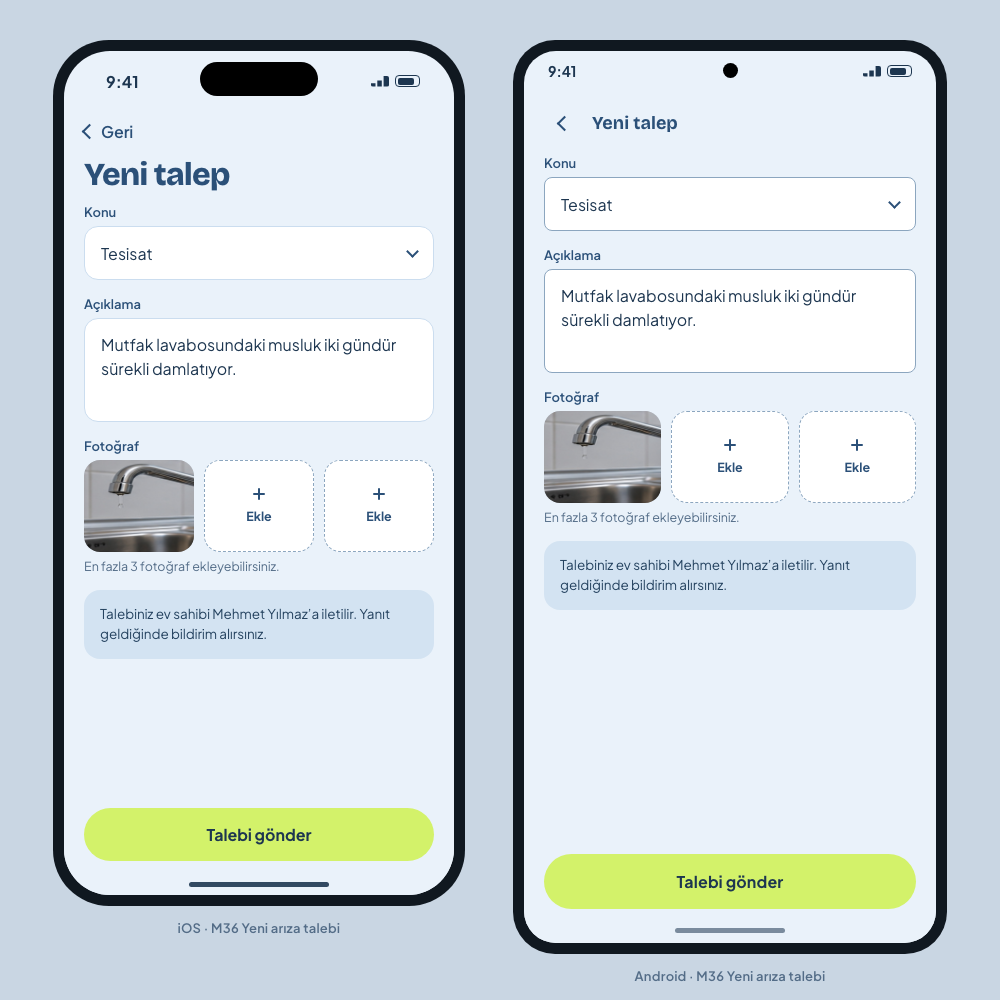 9:41
Geri
Yeni talep
Konu
Tesisat
Açıklama
Mutfak lavabosundaki musluk iki gündür
sürekli damlatıyor.
Fotoğraf
Ekle
Ekle
En fazla 3 fotoğraf ekleyebilirsiniz.
Talebiniz ev sahibi Mehmet Yılmaz'a iletilir. Yanıt
geldiğinde bildirim alırsınız.
Talebi gönder
iOS · M36 Yeni arıza talebi
9:41
Yeni talep
Konu
Tesisat
Açıklama
Mutfak lavabosundaki musluk iki gündür
sürekli damlatıyor.
Fotoğraf
Ekle
Ekle
En fazla 3 fotoğraf ekleyebilirsiniz.
Talebiniz ev sahibi Mehmet Yılmaz'a iletilir. Yanıt
geldiğinde bildirim alırsınız.
Talebi gönder
Android · M36 Yeni arıza talebi